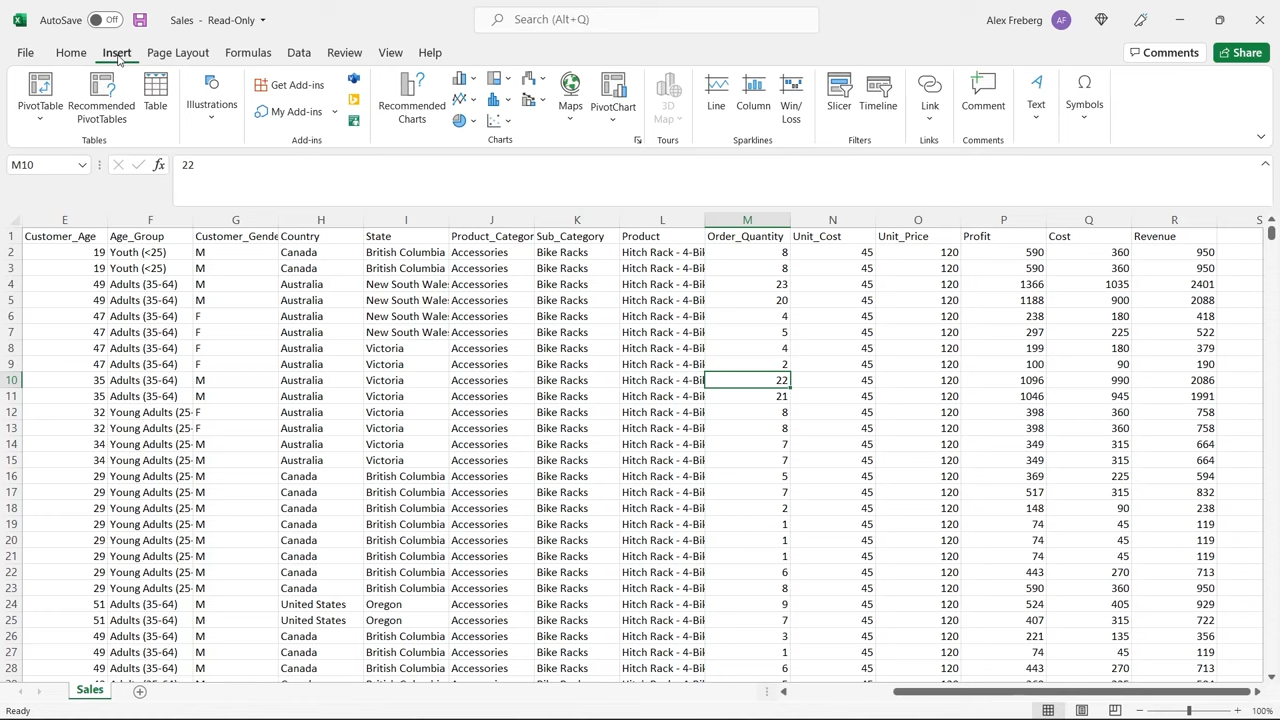 AutoSave Off Sales - Read-Only Search (Alt+Q) Alex Freberg AF
File Home Insert Page Layout Formulas Data Review View Help Comments Share
PivotTable Recommended PivotTables Table Illustrations Get Add-ins My Add-ins Recommended Charts Maps PivotChart 3D Map Line Column Win/Loss Slicer Timeline Link Comment Text Symbols
Tables Add-ins Charts Tours Sparklines Filters Links Comments
M10 fx 22
E F G H I J K L M N O P Q R S
1 Customer_Age Age_Group Customer_Gende Country State Product_Categor Sub_Category Product Order_Quantity Unit_Cost Unit_Price Profit Cost Revenue
2 19 Youth (<25) M Canada British Columbia Accessories Bike Racks Hitch Rack - 4-Bik 8 45 120 590 360 950
3 19 Youth (<25) M Canada British Columbia Accessories Bike Racks Hitch Rack - 4-Bik 8 45 120 590 360 950
4 49 Adults (35-64) M Australia New South Wale Accessories Bike Racks Hitch Rack - 4-Bik 23 45 120 1366 1035 2401
5 49 Adults (35-64) M Australia New South Wale Accessories Bike Racks Hitch Rack - 4-Bik 20 45 120 1188 900 2088
6 47 Adults (35-64) F Australia New South Wale Accessories Bike Racks Hitch Rack - 4-Bik 4 45 120 238 180 418
7 47 Adults (35-64) F Australia New South Wale Accessories Bike Racks Hitch Rack - 4-Bik 5 45 120 297 225 522
8 47 Adults (35-64) F Australia Victoria Accessories Bike Racks Hitch Rack - 4-Bik 4 45 120 199 180 379
9 47 Adults (35-64) F Australia Victoria Accessories Bike Racks Hitch Rack - 4-Bik 2 45 120 100 90 190
10 35 Adults (35-64) M Australia Victoria Accessories Bike Racks Hitch Rack - 4-Bik 22 45 120 1096 990 2086
11 35 Adults (35-64) M Australia Victoria Accessories Bike Racks Hitch Rack - 4-Bik 21 45 120 1046 945 1991
12 32 Young Adults (25- F Australia Victoria Accessories Bike Racks Hitch Rack - 4-Bik 8 45 120 398 360 758
13 32 Young Adults (25- F Australia Victoria Accessories Bike Racks Hitch Rack - 4-Bik 8 45 120 398 360 758
14 34 Young Adults (25- M Australia Victoria Accessories Bike Racks Hitch Rack - 4-Bik 7 45 120 349 315 664
15 34 Young Adults (25- M Australia Victoria Accessories Bike Racks Hitch Rack - 4-Bik 7 45 120 349 315 664
16 29 Young Adults (25- M Canada British Columbia Accessories Bike Racks Hitch Rack - 4-Bik 5 45 120 369 225 594
17 29 Young Adults (25- M Canada British Columbia Accessories Bike Racks Hitch Rack - 4-Bik 7 45 120 517 315 832
18 29 Young Adults (25- M Canada British Columbia Accessories Bike Racks Hitch Rack - 4-Bik 2 45 120 148 90 238
19 29 Young Adults (25- M Canada British Columbia Accessories Bike Racks Hitch Rack - 4-Bik 1 45 120 74 45 119
20 29 Young Adults (25- M Canada British Columbia Accessories Bike Racks Hitch Rack - 4-Bik 1 45 120 74 45 119
21 29 Young Adults (25- M Canada British Columbia Accessories Bike Racks Hitch Rack - 4-Bik 1 45 120 74 45 119
22 29 Young Adults (25- M Canada British Columbia Accessories Bike Racks Hitch Rack - 4-Bik 6 45 120 443 270 713
23 29 Young Adults (25- M Canada British Columbia Accessories Bike Racks Hitch Rack - 4-Bik 8 45 120 590 360 950
24 51 Adults (35-64) M United States Oregon Accessories Bike Racks Hitch Rack - 4-Bik 9 45 120 524 405 929
25 51 Adults (35-64) M United States Oregon Accessories Bike Racks Hitch Rack - 4-Bik 7 45 120 407 315 722
26 49 Adults (35-64) M Canada British Columbia Accessories Bike Racks Hitch Rack - 4-Bik 3 45 120 221 135 356
27 49 Adults (35-64) M Canada British Columbia Accessories Bike Racks Hitch Rack - 4-Bik 1 45 120 74 45 119
28 49 Adults (35-64) M Canada British Columbia Accessories Bike Racks Hitch Rack - 4-Bik 6 45 120 443 270 713
Sales
Ready 100%